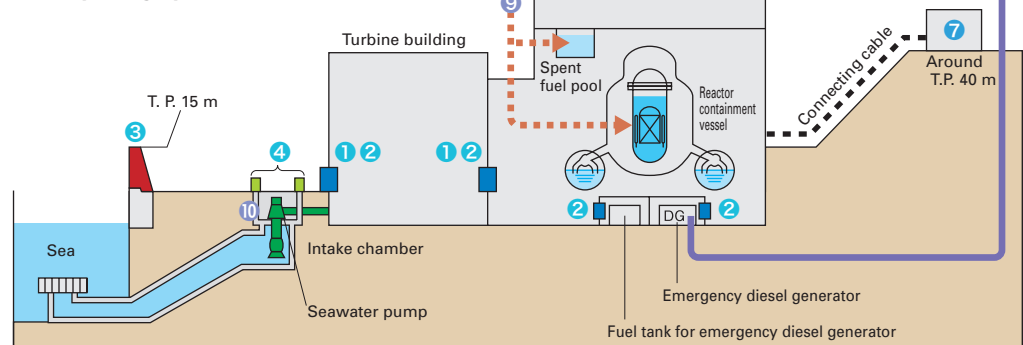 9
Turbine building
Spent
fuel pool
Reactor
containment
vessel
Connecting cable
7
Around
T.P. 40 m
T. P. 15 m
3
4
1 2
1 2
10
2
DG
2
Sea
Intake chamber
Seawater pump
Emergency diesel generator
Fuel tank for emergency diesel generator